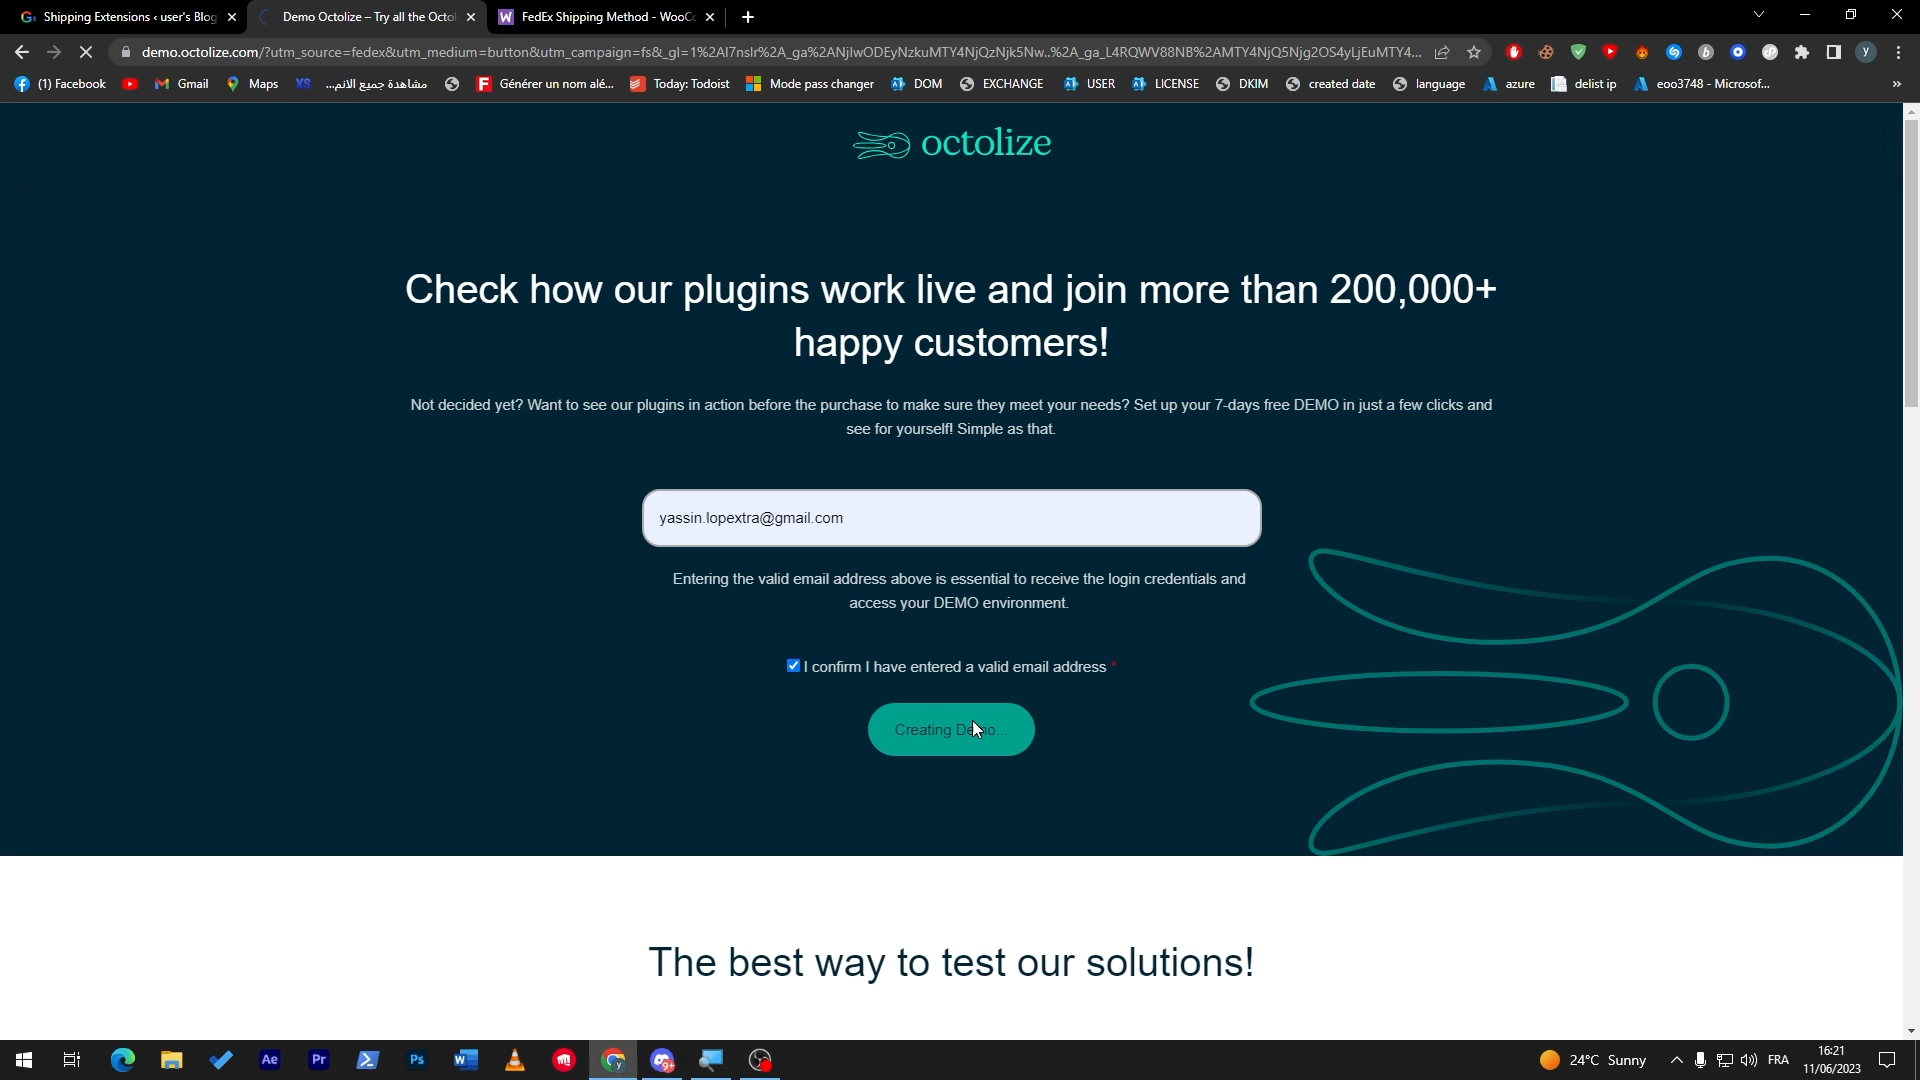 Shipping Extensions ‹ user's Blog
Demo Octolize – Try all the Octol
FedEx Shipping Method - WooCo
demo.octolize.com/?utm_source=fedex&utm_medium=button&utm_campaign=fs&_gl=1%2Al7nslr%2A_ga%2ANjlwODEyNzkuMTY4NjQzNjk5Nw..%2A_ga_L4RQWV88NB%2AMTY4NjQ5Njg2OS4yLjEuMTY4...
(1) Facebook
Gmail
Maps
مشاهدة جميع الانم...
Générer un nom alé...
Today: Todoist
Mode pass changer
DOM
EXCHANGE
USER
LICENSE
DKIM
created date
language
azure
delist ip
eoo3748 - Microsof...
octolize
Check how our plugins work live and join more than 200,000+
happy customers!
Not decided yet? Want to see our plugins in action before the purchase to make sure they meet your needs? Set up your 7-days free DEMO in just a few clicks and
see for yourself! Simple as that.
yassin.lopextra@gmail.com
Entering the valid email address above is essential to receive the login credentials and
access your DEMO environment.
I confirm I have entered a valid email address *
Creating Demo...
The best way to test our solutions!
24°C Sunny
FRA
16:21
11/06/2023